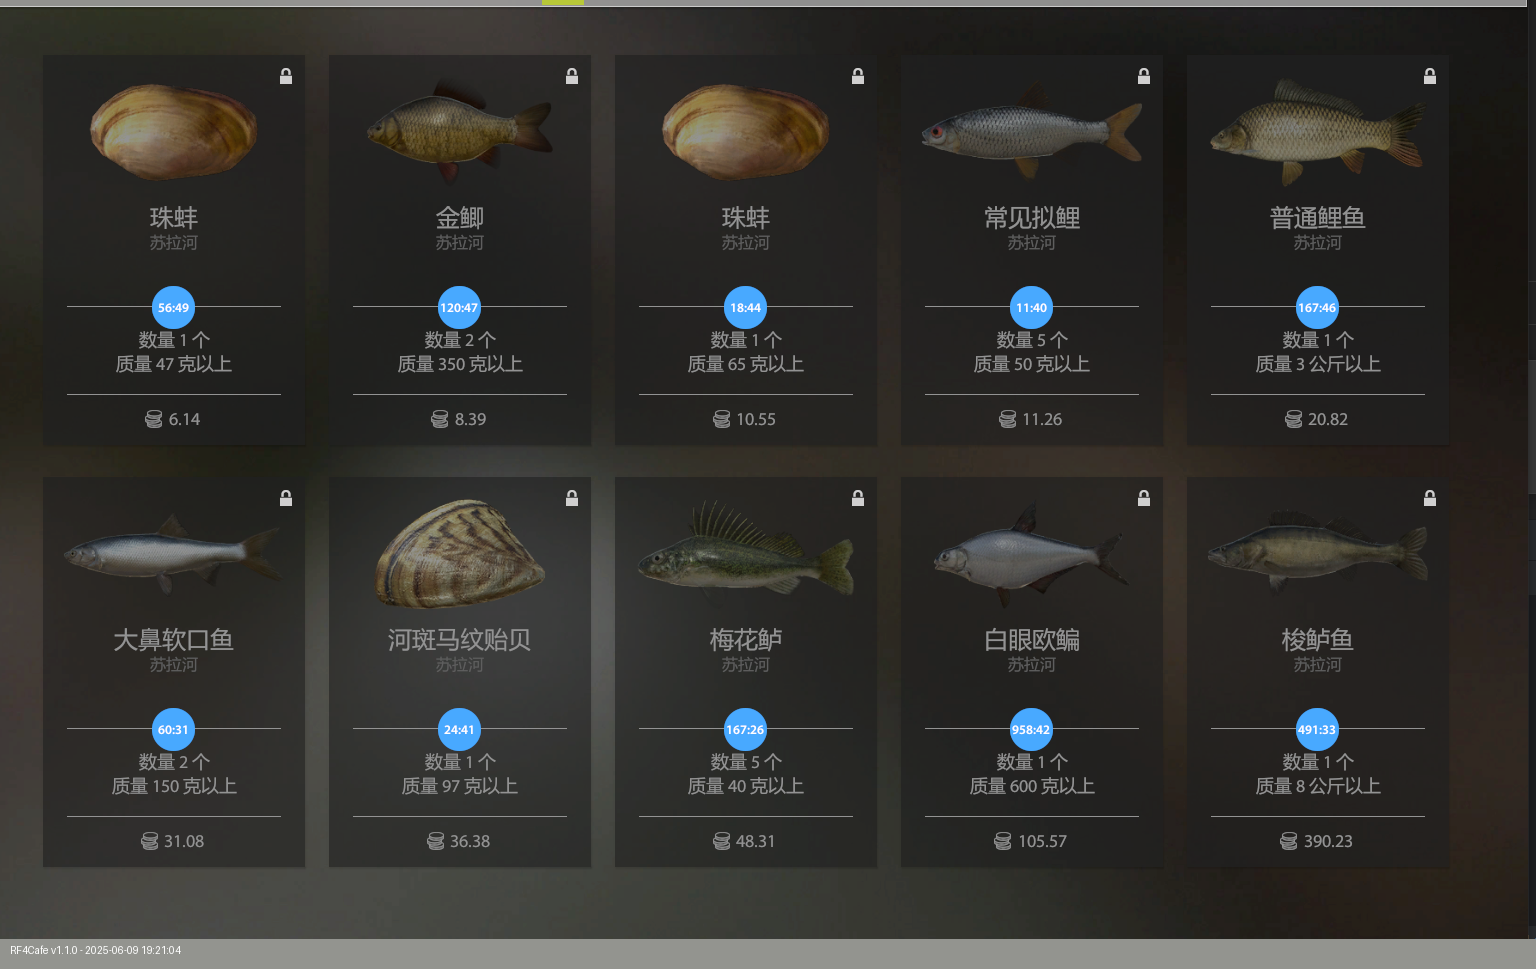 珠蚌
苏拉河
56:49
数量 1 个
质量 47 克以上
6.14
金鲫
苏拉河
120:47
数量 2 个
质量 350 克以上
8.39
珠蚌
苏拉河
18:44
数量 1 个
质量 65 克以上
10.55
常见拟鲤
苏拉河
11:40
数量 5 个
质量 50 克以上
11.26
普通鲤鱼
苏拉河
167:46
数量 1 个
质量 3 公斤以上
20.82
大鼻软口鱼
苏拉河
60:31
数量 2 个
质量 150 克以上
31.08
河斑马纹贻贝
苏拉河
24:41
数量 1 个
质量 97 克以上
36.38
梅花鲈
苏拉河
167:26
数量 5 个
质量 40 克以上
48.31
白眼欧鳊
苏拉河
958:42
数量 1 个
质量 600 克以上
105.57
梭鲈鱼
苏拉河
491:33
数量 1 个
质量 8 公斤以上
390.23
RF4Cafe v1.1.0 - 2025-06-09 19:21:04